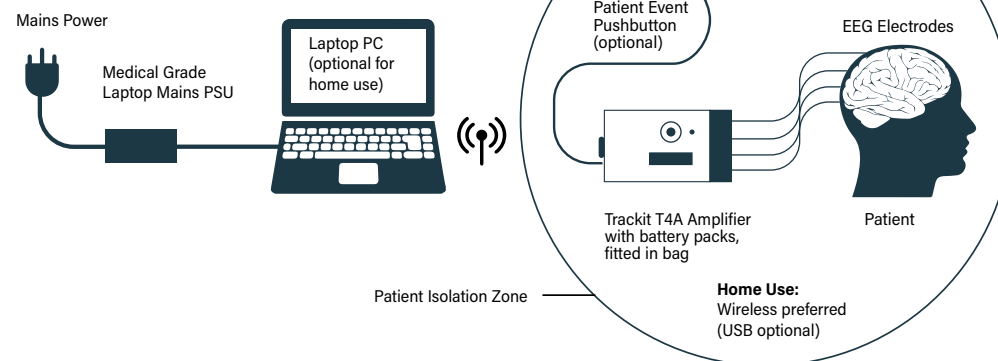 Mains Power
Medical Grade
Laptop Mains PSU
Laptop PC
(optional for
home use)
Patient Event
Pushbutton
(optional)
EEG Electrodes
Trackit T4A Amplifier
with battery packs,
fitted in bag
Patient
Patient Isolation Zone
Home Use:
Wireless preferred
(USB optional)